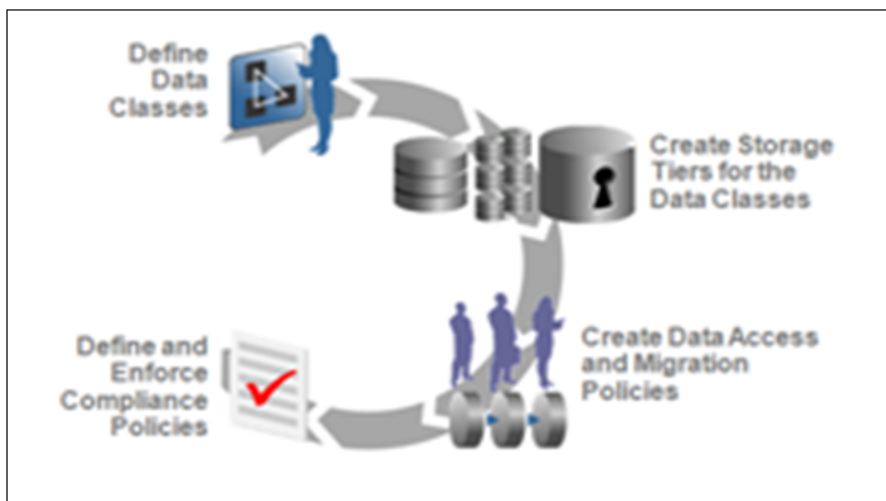 Define
Data
Classes
Create Storage
Tiers for the
Data Classes
Create Data Access
and Migration
Policies
Define and
Enforce
Compliance
Policies